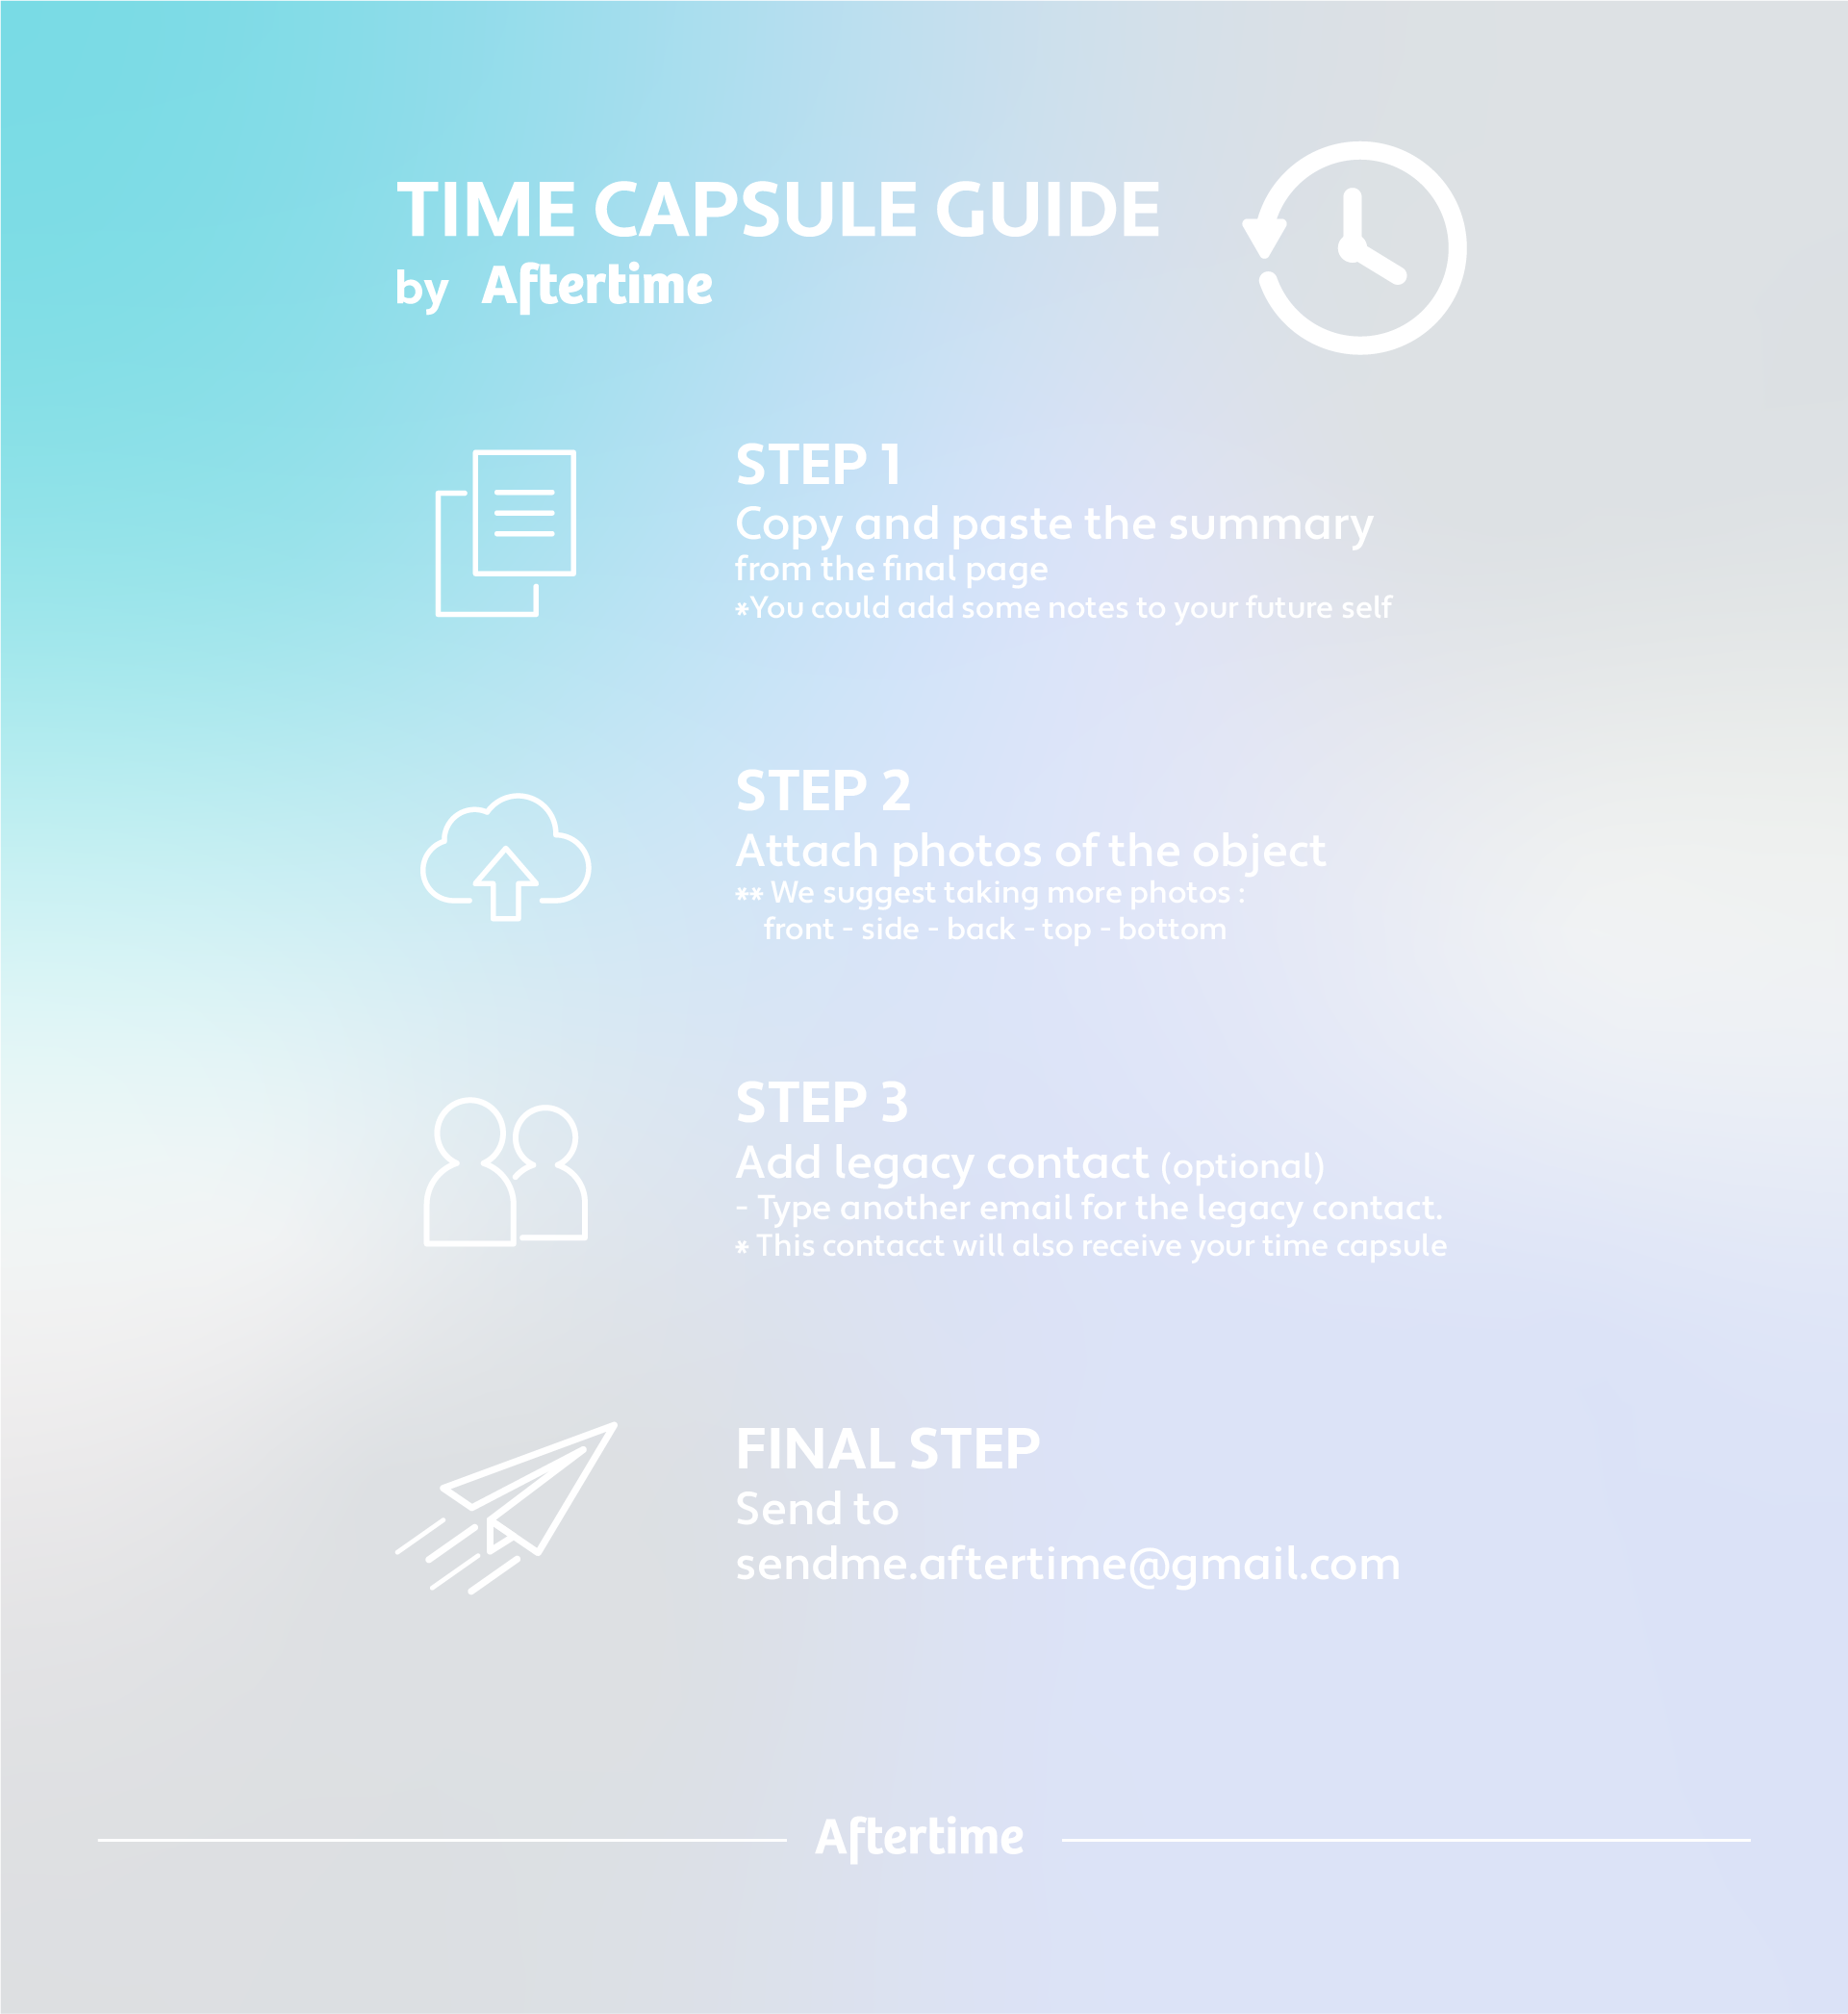 TIME CAPSULE GUIDE
by Aftertime
STEP 1
Copy and paste the summary
from the final page
*You could add some notes to your future self
STEP 2
Attach photos of the object
** We suggest taking more photos :
front - side - back - top - bottom
STEP 3
Add legacy contact (optional)
- Type another email for the legacy contact.
* This contacct will also receive your time capsule
FINAL STEP
Send to
sendme.aftertime@gmail.com
Aftertime